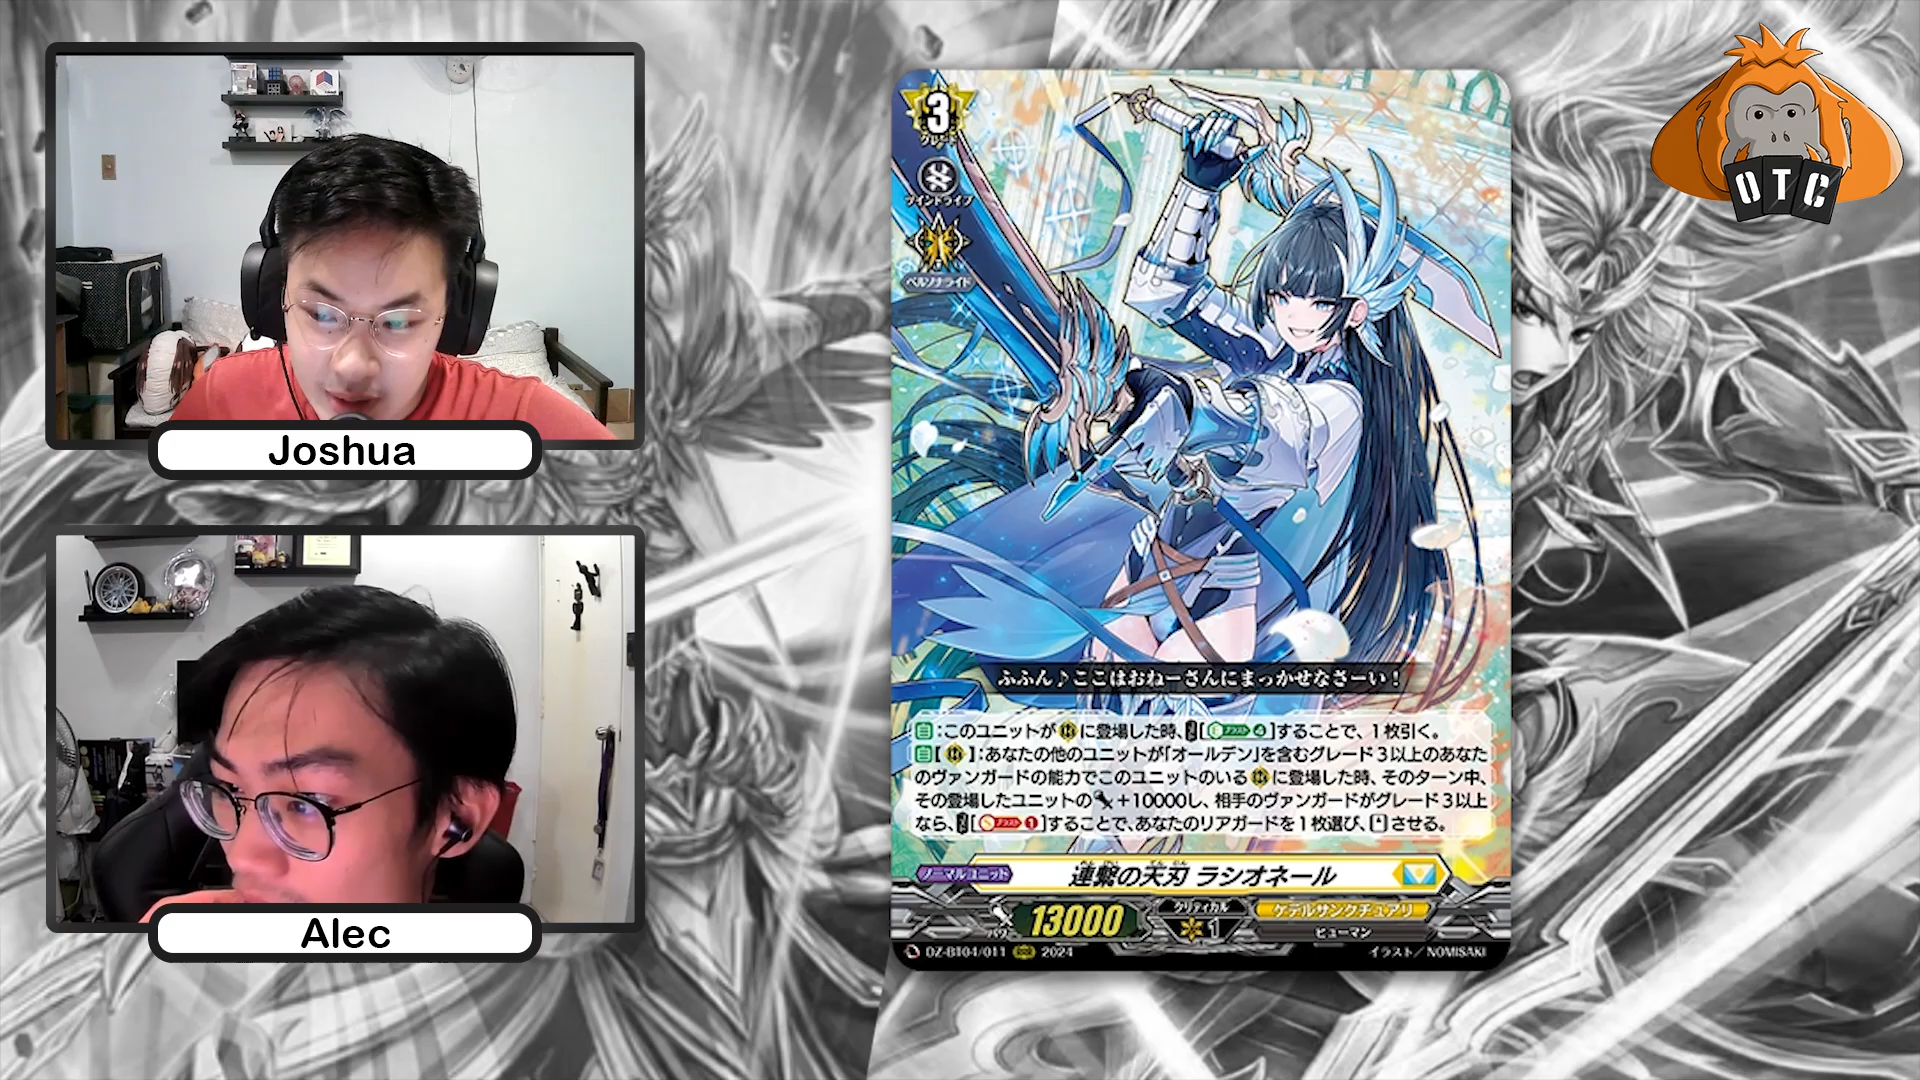 Joshua
Alec
OTC
3
グレード
ツインドライブ
ペルソナライド
ふふん♪ここはおねーさんにまっかせなさーい！
：このユニットがに登場した時、[ブラスト4]することで、1枚引く。
【】：あなたの他のユニットが「オールデン」を含むグレード3以上のあなた
のヴァンガードの能力でこのユニットのいるに登場した時、そのターン中、
その登場したユニットの+10000し、相手のヴァンガードがグレード3以上
なら、[ブラスト1]することで、あなたのリアガードを1枚選び、させる。
ノーマルユニット
連繋の天刃 ラシオネール
パワー 13000
クリティカル
1
ケテルサンクチュアリ
ヒューマン
DZ-BT04/011 RRR 2024
イラスト／NOMISAKI